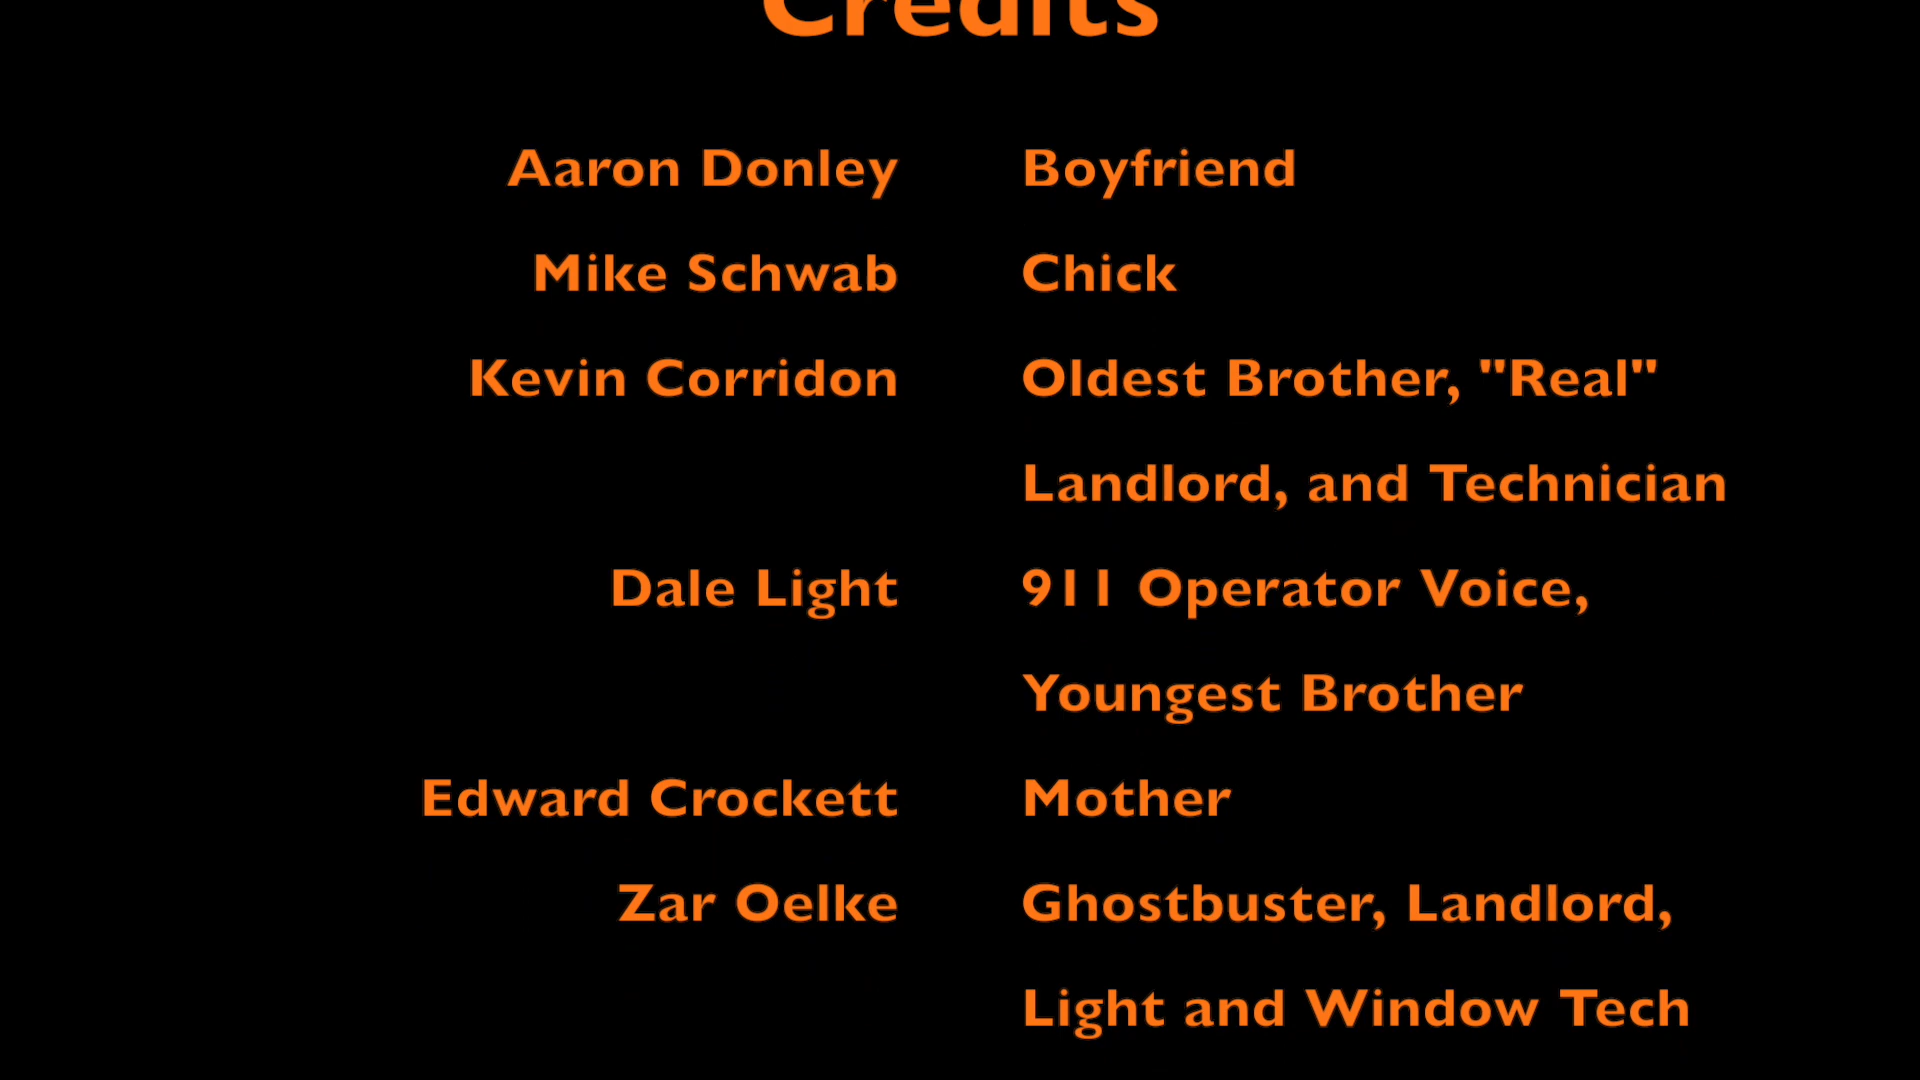 Credits
Aaron Donley Boyfriend
Mike Schwab Chick
Kevin Corridon Oldest Brother, "Real"
Landlord, and Technician
Dale Light 911 Operator Voice,
Youngest Brother
Edward Crockett Mother
Zar Oelke Ghostbuster, Landlord,
Light and Window Tech